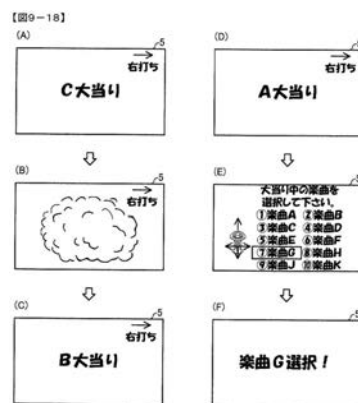 【図9-18】
(A)
5
→
右打ち
C大当り
(B)
5
→
右打ち
(C)
5
→
右打ち
B大当り
(D)
→
右打ち
A大当り
(E)
5
大当り中の楽曲を
選択して下さい。
①楽曲A ②楽曲B
③楽曲C ④楽曲D
⑤楽曲E ⑥楽曲F
⑦楽曲G ⑧楽曲H
⑨楽曲J ⑩楽曲K
(F)
5
楽曲G選択!